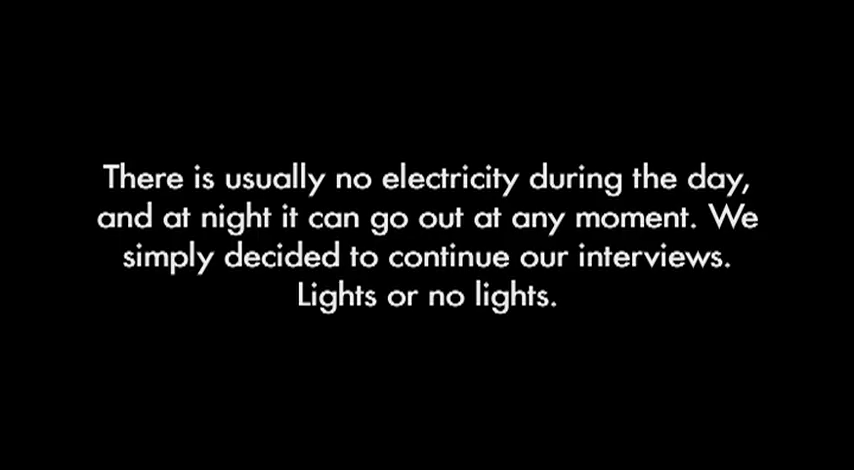 There is usually no electricity during the day,
and at night it can go out at any moment. We
simply decided to continue our interviews.
Lights or no lights.